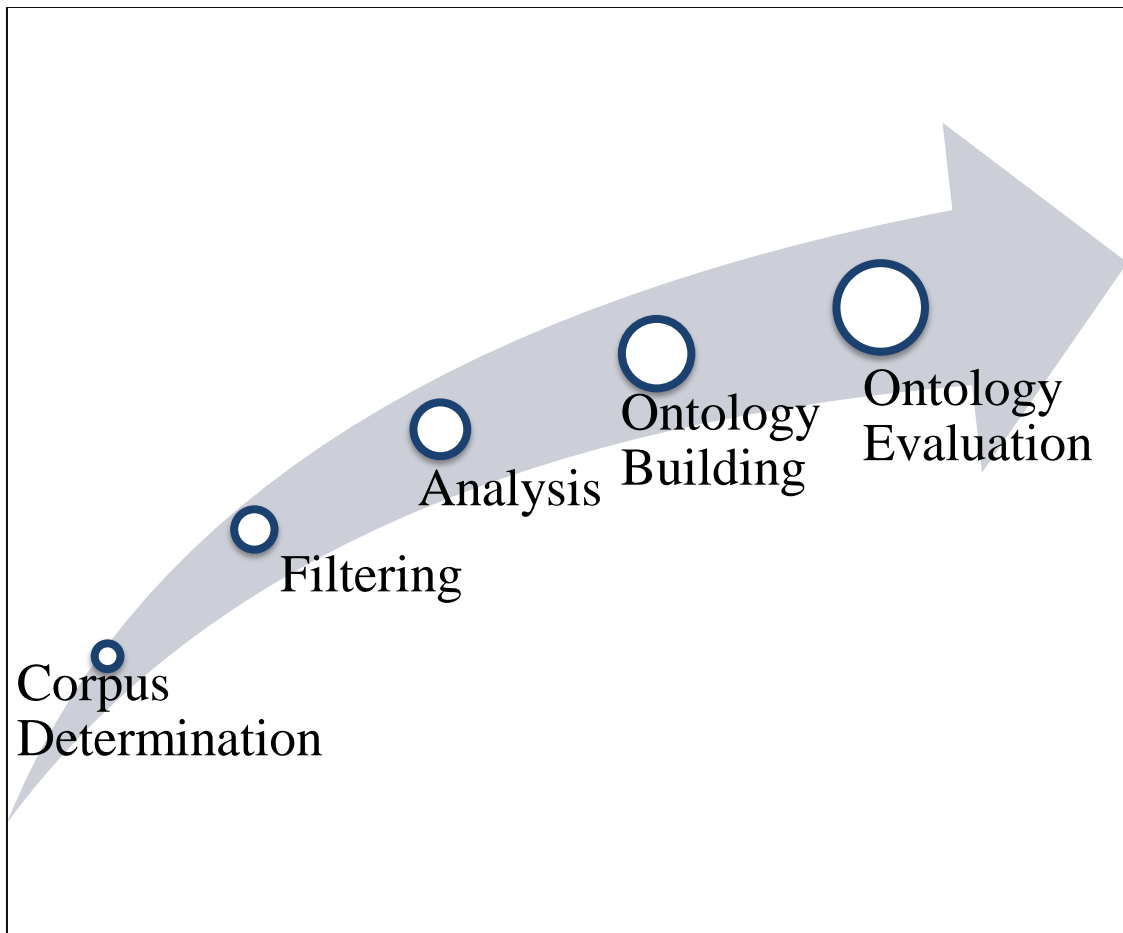 Corpus
Determination
Filtering
Analysis
Ontology
Building
Ontology
Evaluation